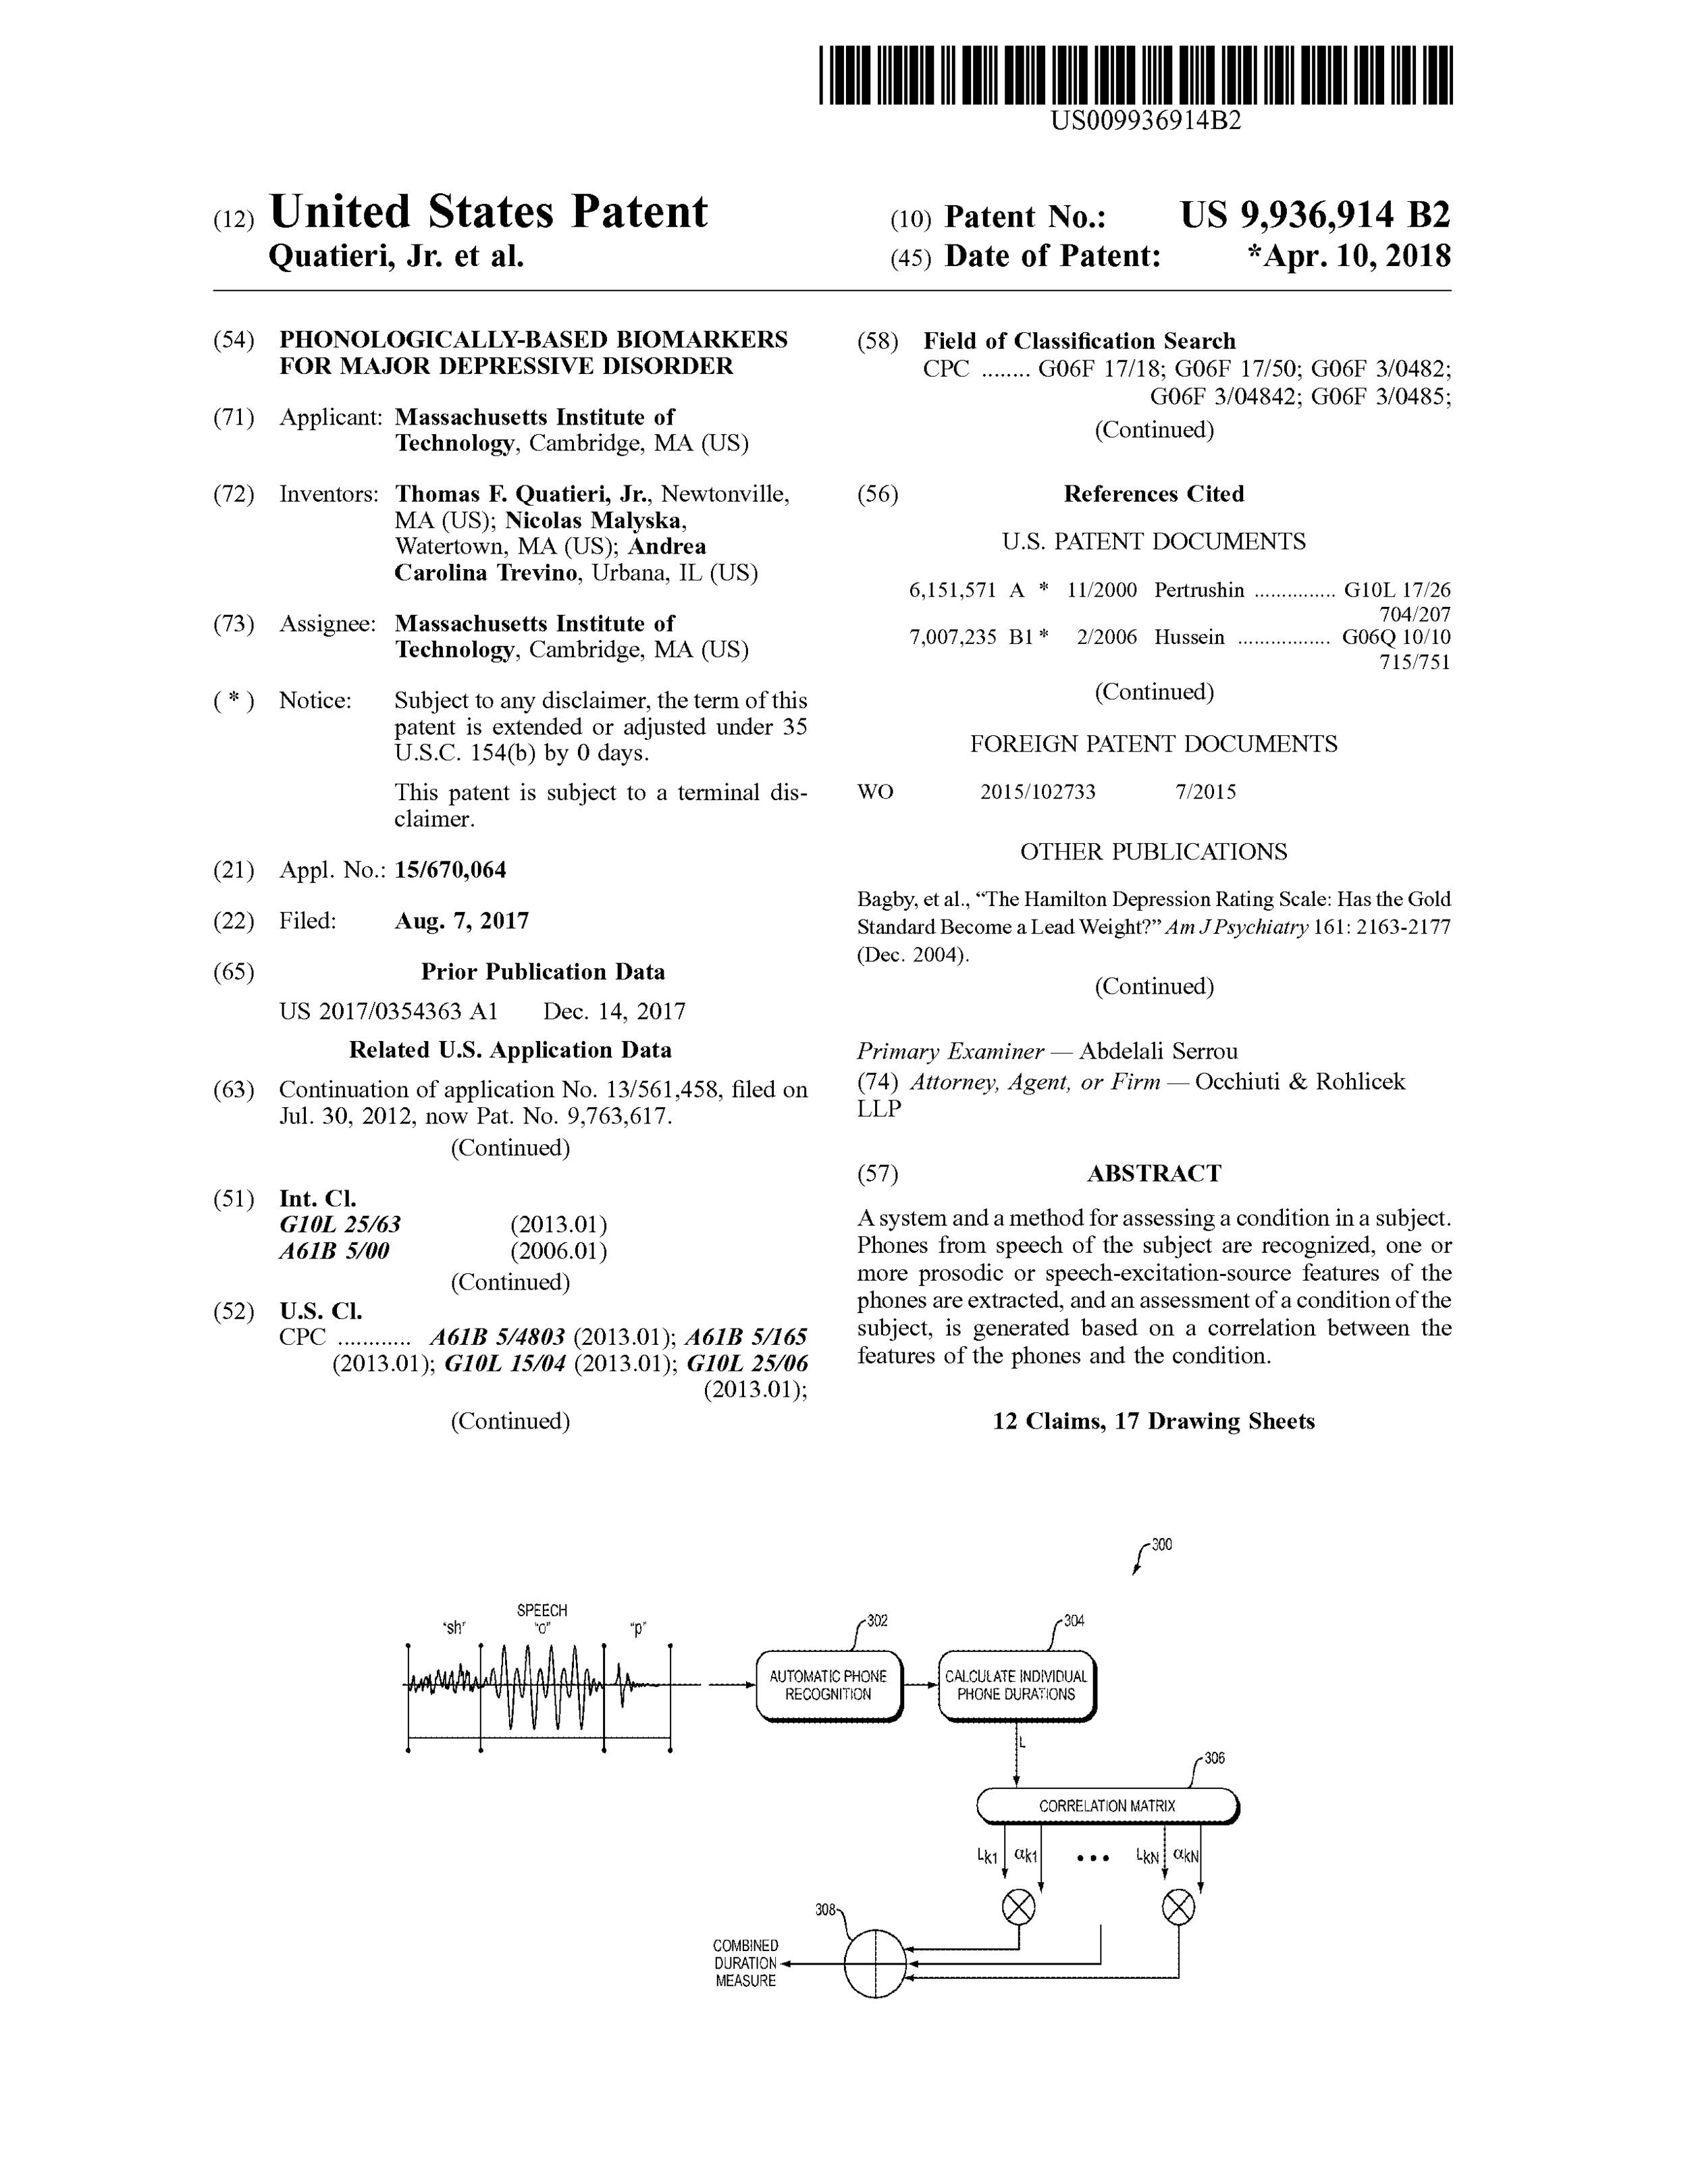 US009936914B2
(12) United States Patent
Quatieri, Jr. et al.
(10) Patent No.: US 9,936,914 B2
(45) Date of Patent: *Apr. 10, 2018
(54) PHONOLOGICALLY-BASED BIOMARKERS
FOR MAJOR DEPRESSIVE DISORDER
(71) Applicant: Massachusetts Institute of
Technology, Cambridge, MA (US)
(72) Inventors: Thomas F. Quatieri, Jr., Newtonville,
MA (US); Nicolas Malyska,
Watertown, MA (US); Andrea
Carolina Trevino, Urbana, IL (US)
(73) Assignee: Massachusetts Institute of
Technology, Cambridge, MA (US)
( * ) Notice: Subject to any disclaimer, the term of this
patent is extended or adjusted under 35
U.S.C. 154(b) by 0 days.
This patent is subject to a terminal dis-
claimer.
(21) Appl. No.: 15/670,064
(22) Filed: Aug. 7, 2017
(65) Prior Publication Data
US 2017/0354363 A1 Dec. 14, 2017
Related U.S. Application Data
(63) Continuation of application No. 13/561,458, filed on
Jul. 30, 2012, now Pat. No. 9,763,617.
(Continued)
(51) Int. Cl.
G10L 25/63 (2013.01)
A61B 5/00 (2006.01)
(Continued)
(52) U.S. Cl.
CPC ............ A61B 5/4803 (2013.01); A61B 5/165
(2013.01); G10L 15/04 (2013.01); G10L 25/06
(2013.01);
(Continued)
(58) Field of Classification Search
CPC ........ G06F 17/18; G06F 17/50; G06F 3/0482;
G06F 3/04842; G06F 3/0485;
(Continued)
(56) References Cited
U.S. PATENT DOCUMENTS
6,151,571 A * 11/2000 Pertrushin ............... G10L 17/26
704/207
7,007,235 B1 * 2/2006 Hussein ................. G06Q 10/10
715/751
(Continued)
FOREIGN PATENT DOCUMENTS
WO 2015/102733 7/2015
OTHER PUBLICATIONS
Bagby, et al., “The Hamilton Depression Rating Scale: Has the Gold
Standard Become a Lead Weight?” Am J Psychiatry 161: 2163-2177
(Dec. 2004).
(Continued)
Primary Examiner — Abdelali Serrou
(74) Attorney, Agent, or Firm — Occhiuti & Rohlicek
LLP
(57) ABSTRACT
A system and a method for assessing a condition in a subject.
Phones from speech of the subject are recognized, one or
more prosodic or speech-excitation-source features of the
phones are extracted, and an assessment of a condition of the
subject, is generated based on a correlation between the
features of the phones and the condition.
12 Claims, 17 Drawing Sheets
300
SPEECH
"sh" "o" "p"
302
AUTOMATIC PHONE
RECOGNITION
304
CALCULATE INDIVIDUAL
PHONE DURATIONS
L
306
CORRELATION MATRIX
Lk1 αk1 ••• LkN αkN
308
COMBINED
DURATION
MEASURE